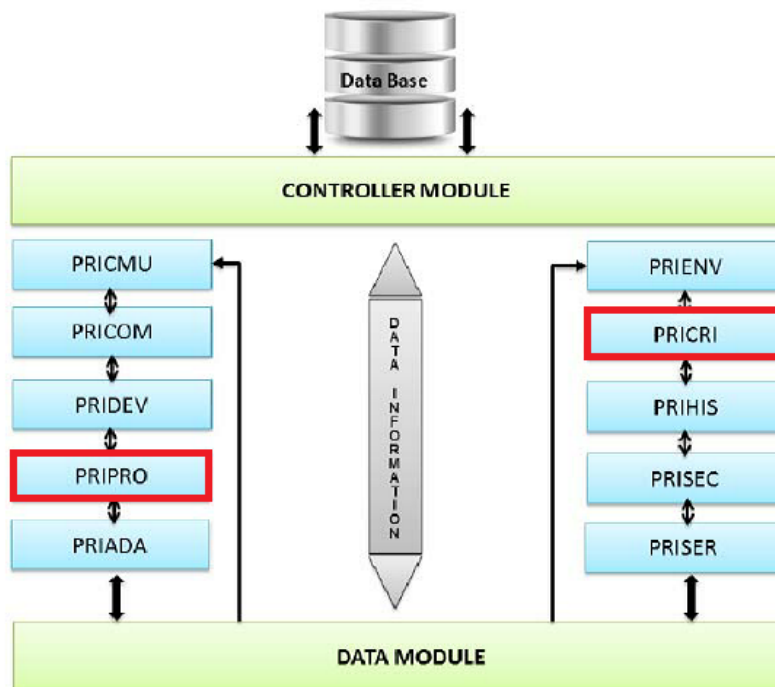 Data Base
CONTROLLER MODULE
PRICMU
PRICOM
PRIDEV
PRIPRO
PRIADA
DATA INFORMATION
PRIENV
PRICRI
PRIHIS
PRISEC
PRISER
DATA MODULE